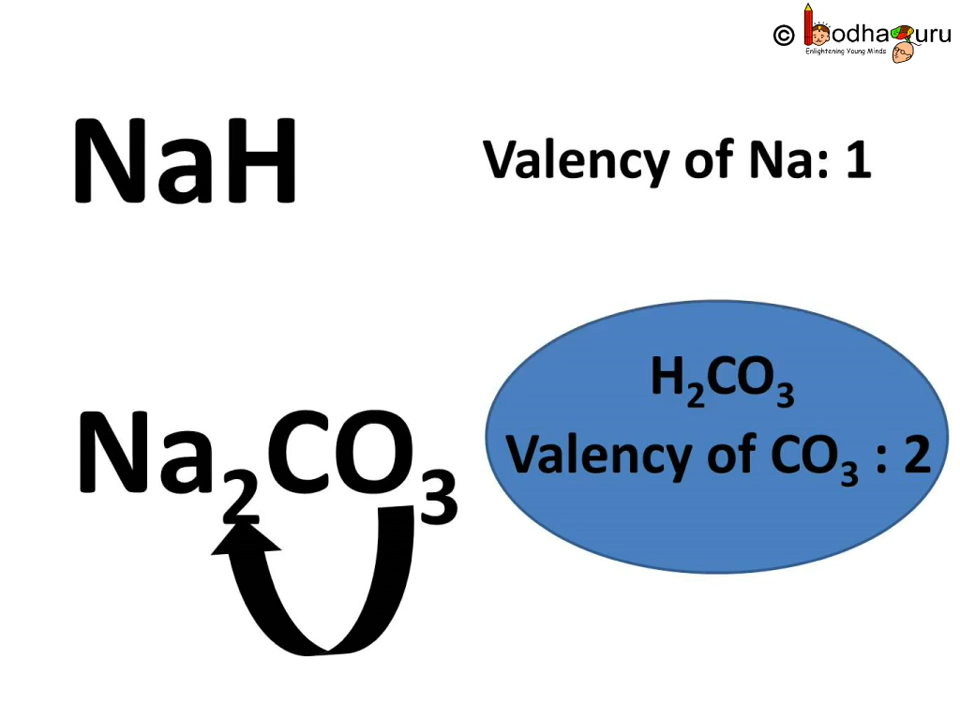 © BodhaGuru
Enlightening Young Minds
NaH
Valency of Na: 1
H₂CO₃
Valency of CO₃ : 2
Na₂CO₃